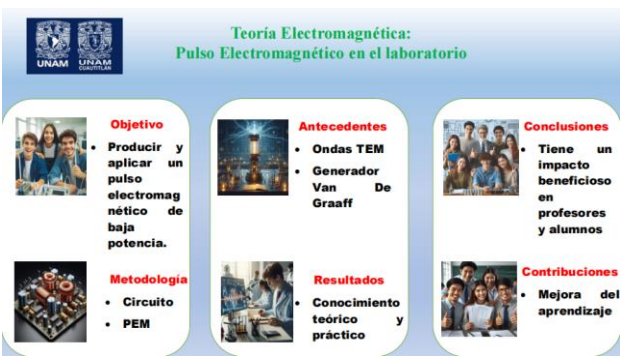 UNAM
UNAM
CUAUTITLÁN
Teoría Electromagnética:
Pulso Electromagnético en el laboratorio
Objetivo
• Producir y
aplicar un
pulso
electromag
nético de
baja
potencia.
Metodología
• Circuito
• PEM
Antecedentes
• Ondas TEM
• Generador
Van De
Graaff
Resultados
• Conocimiento
teórico y
práctico
Conclusiones
• Tiene un
impacto
beneficioso
en
profesores
y alumnos
Contribuciones
• Mejora del
aprendizaje